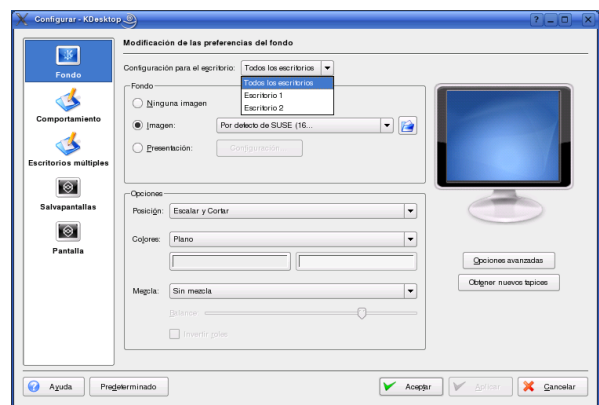 Configurar - KDesktop
Modificación de las preferencias del fondo
Fondo
Comportamiento
Escritorios múltiples
Salvapantallas
Pantalla
Configuración para el escritorio: Todos los escritorios
Todos los escritorios
Escritorio 1
Escritorio 2
Fondo
Ninguna imagen
Imagen: Por defecto de SUSE (16...
Presentación: Configuración...
Opciones
Posición: Escalar y Cortar
Colores: Plano
Mezcla: Sin mezcla
Balance:
Invertir roles
Opciones avanzadas
Obtener nuevos tapices
Ayuda Predeterminado Aceptar Aplicar Cancelar